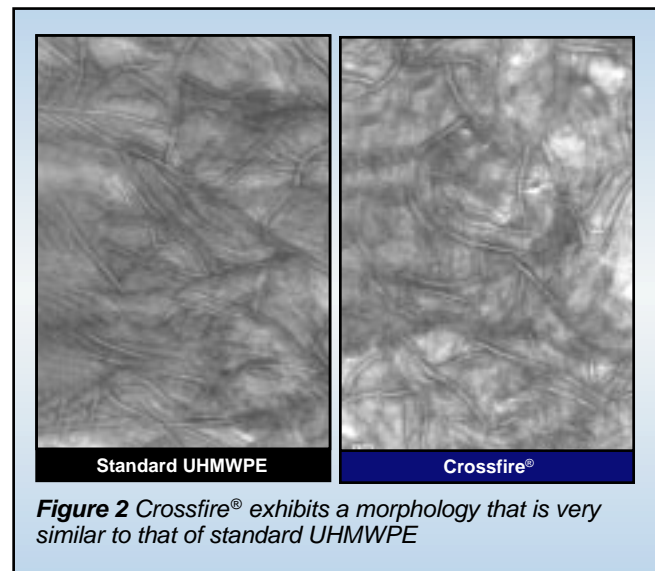 Standard UHMWPE
Crossfire®
Figure 2 Crossfire® exhibits a morphology that is very
similar to that of standard UHMWPE